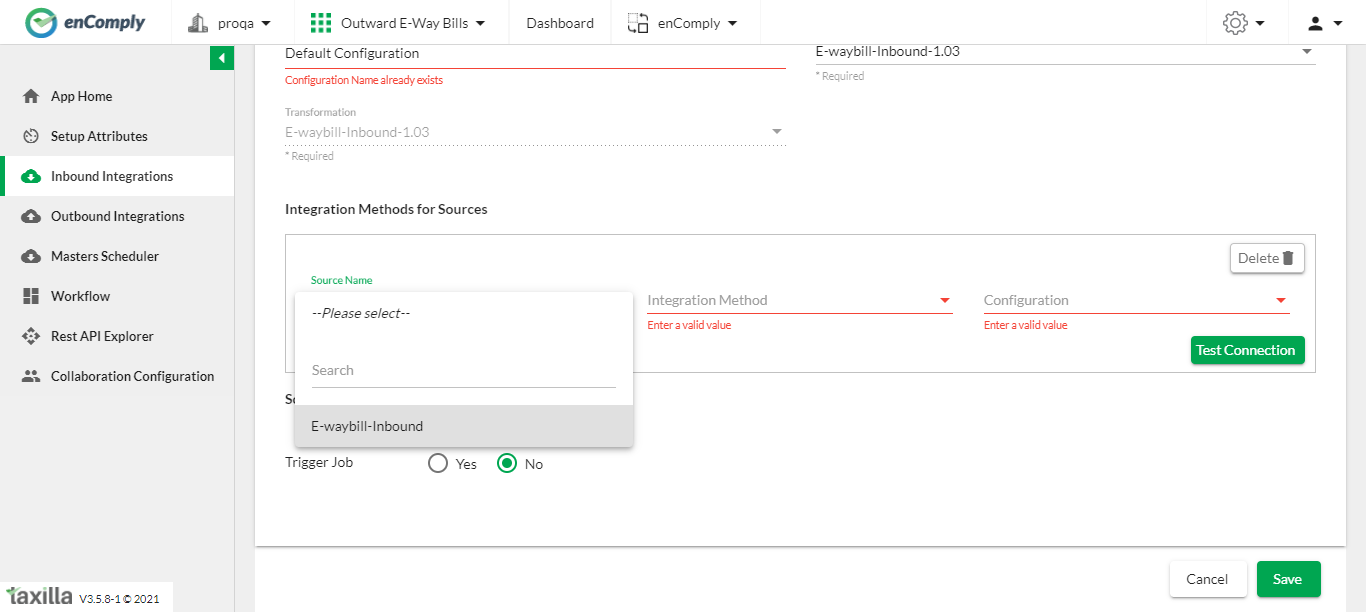 enComply
proqa
Outward E-Way Bills
Dashboard
enComply
App Home
Setup Attributes
Inbound Integrations
Outbound Integrations
Masters Scheduler
Workflow
Rest API Explorer
Collaboration Configuration
taxilla V3.5.8-1 © 2021
Default Configuration
Configuration Name already exists
E-waybill-Inbound-1.03
* Required
Transformation
E-waybill-Inbound-1.03
* Required
Integration Methods for Sources
Delete
Source Name
--Please select--
Search
E-waybill-Inbound
Integration Method
Enter a valid value
Configuration
Enter a valid value
Test Connection
Trigger Job
Yes
No
Cancel
Save